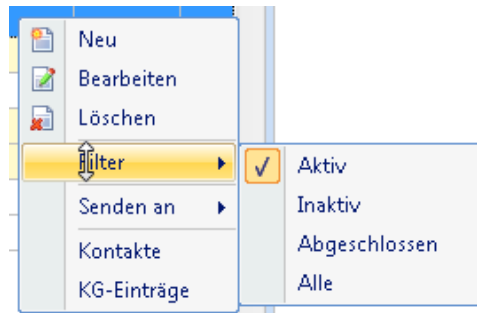 Neu
Bearbeiten
Löschen
Filter
Senden an
Kontakte
KG-Einträge
Aktiv
Inaktiv
Abgeschlossen
Alle